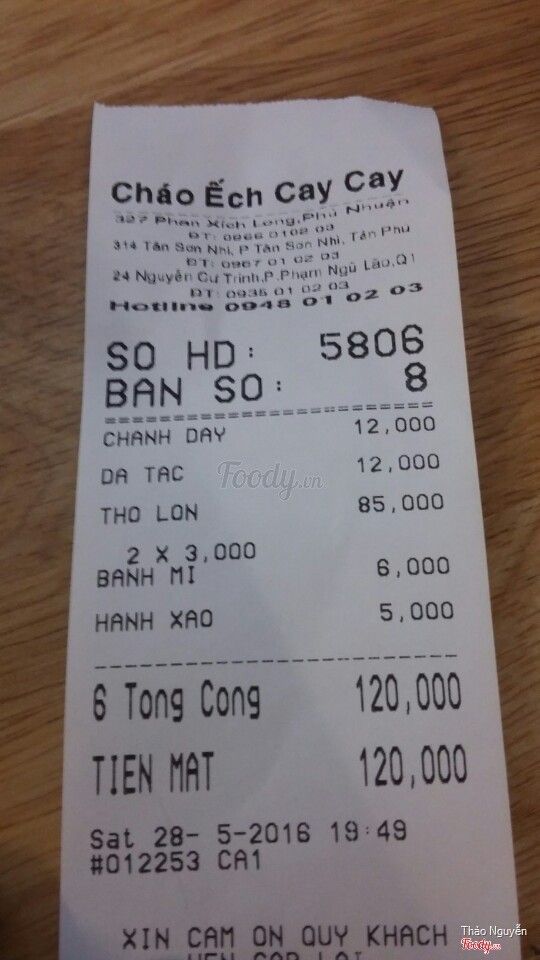 Cháo Ếch Cay Cay
327 Phan Xích Long,Phú Nhuận
ĐT: 0966 0102 03
314 Tân Sơn Nhì, P Tân Sơn Nhì, Tân Phú
ĐT: 0967 01 02 03
24 Nguyễn Cư Trinh,P.Phạm Ngũ Lão,Q1
ĐT: 0935 01 02 03
Hotline 0948 01 02 03
SO HD: 5806
BAN SO: 8
CHANH DAY 12,000
DA TAC 12,000
Foody.vn
THO LON 85,000
2 X 3,000
BANH MI 6,000
HANH XAO 5,000
6 Tong Cong 120,000
TIEN MAT 120,000
Sat 28- 5-2016 19:49
#012253 CA1
XIN CAM ON QUY KHACH
HEN GAP LAI
Thảo Nguyễn
Foody.vn